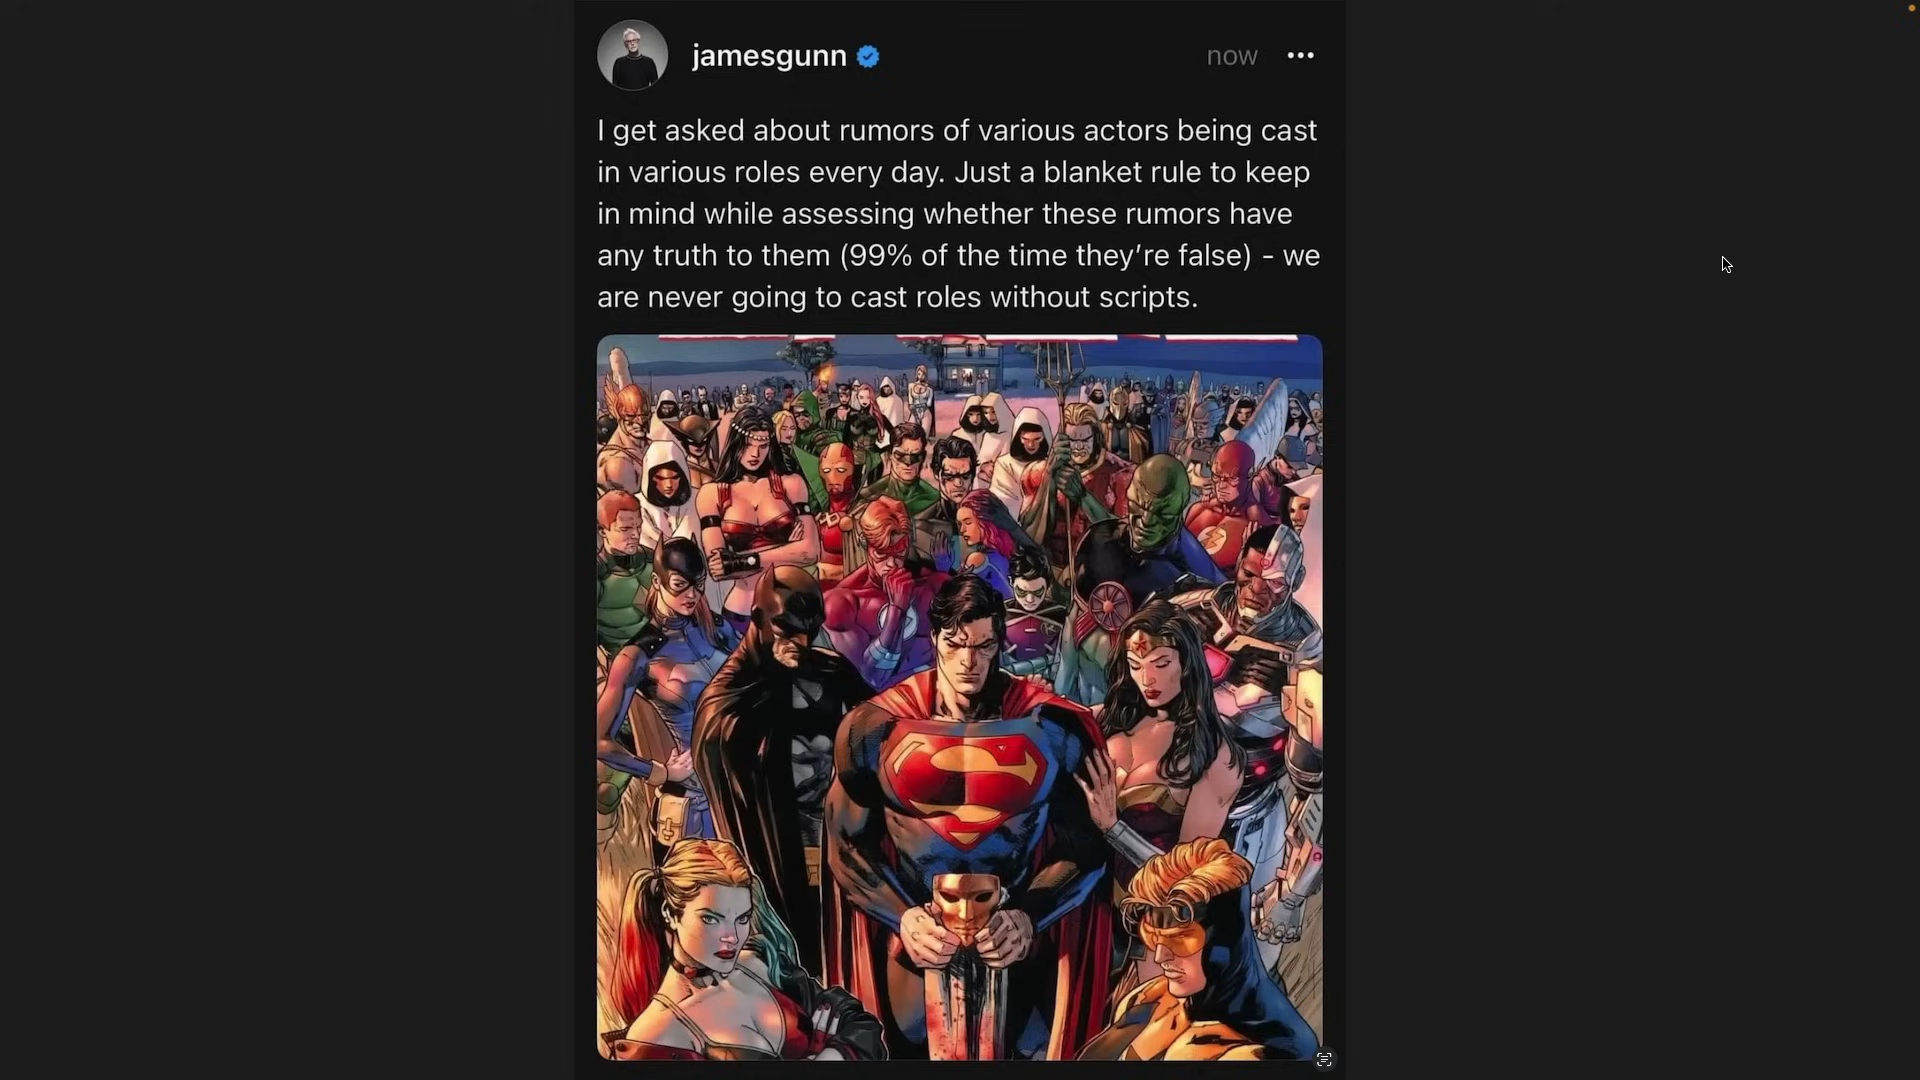 jamesgunn
now
I get asked about rumors of various actors being cast
in various roles every day. Just a blanket rule to keep
in mind while assessing whether these rumors have
any truth to them (99% of the time they’re false) - we
are never going to cast roles without scripts.